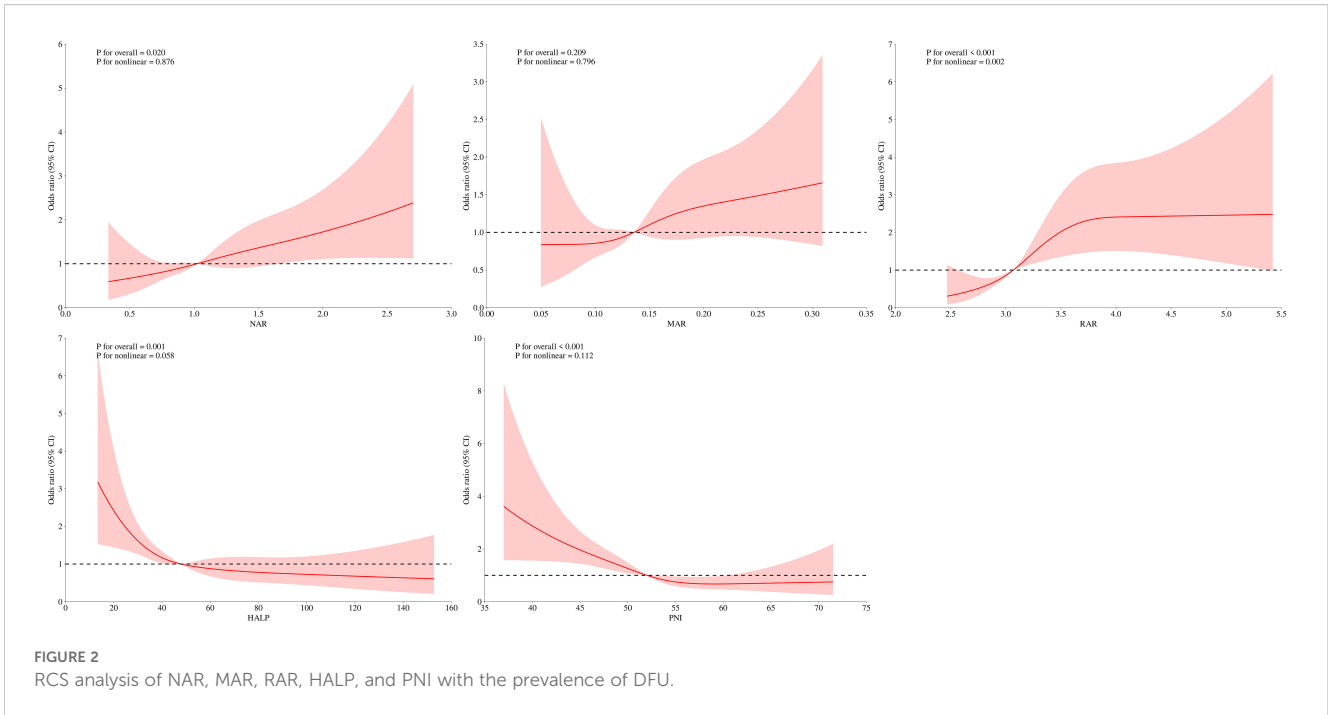 P for overall = 0.020
P for nonlinear = 0.876
Odds ratio (95% CI)
6
5
4
3
2
1
0
0.0 0.5 1.0 1.5 2.0 2.5 3.0
NAR
P for overall = 0.209
P for nonlinear = 0.796
Odds ratio (95% CI)
3.5
3.0
2.5
2.0
1.5
1.0
0.5
0.0
0.00 0.05 0.10 0.15 0.20 0.25 0.30 0.35
MAR
P for overall < 0.001
P for nonlinear = 0.002
Odds ratio (95% CI)
7
6
5
4
3
2
1
0
2.0 2.5 3.0 3.5 4.0 4.5 5.0 5.5
RAR
P for overall = 0.001
P for nonlinear = 0.058
Odds ratio (95% CI)
7
6
5
4
3
2
1
0
0 20 40 60 80 100 120 140 160
HALP
P for overall < 0.001
P for nonlinear = 0.112
Odds ratio (95% CI)
10
8
6
4
2
0
35 40 45 50 55 60 65 70 75
PNI
FIGURE 2
RCS analysis of NAR, MAR, RAR, HALP, and PNI with the prevalence of DFU.